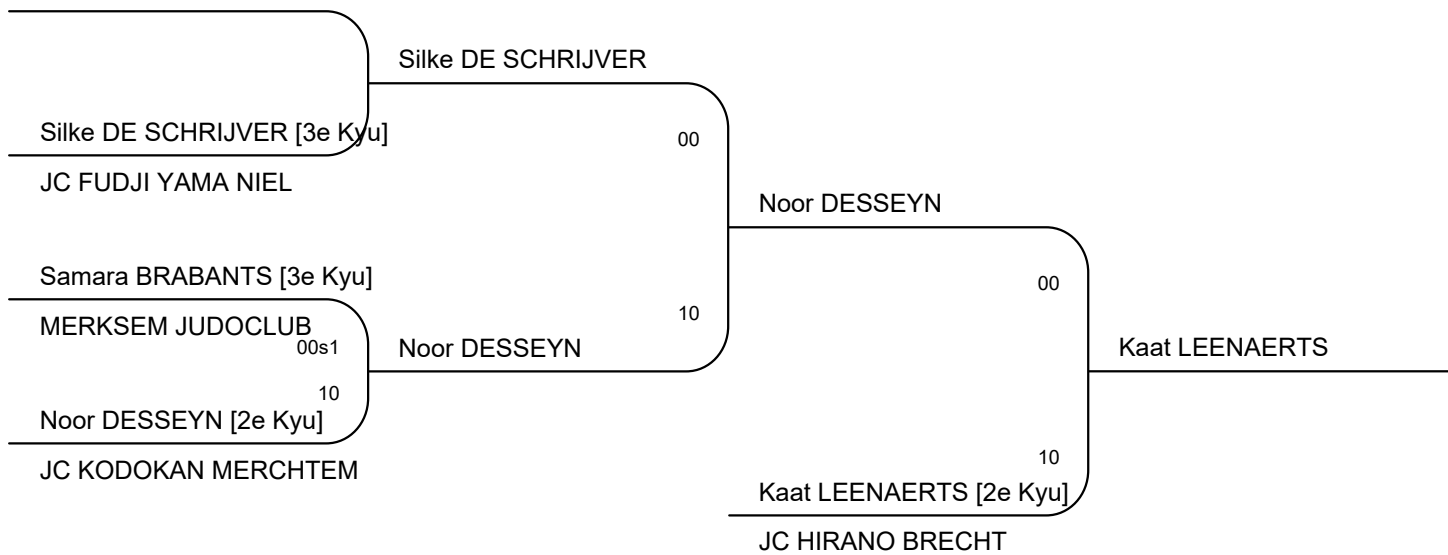 Silke DE SCHRIJVER
Silke DE SCHRIJVER [3e Kyu]
00
JC FUDJI YAMA NIEL
Noor DESSEYN
Samara BRABANTS [3e Kyu]
00
MERKSEM JUDOCLUB
10
00s1
Noor DESSEYN
Kaat LEENAERTS
10
Noor DESSEYN [2e Kyu]
10
JC KODOKAN MERCHTEM
Kaat LEENAERTS [2e Kyu]
JC HIRANO BRECHT